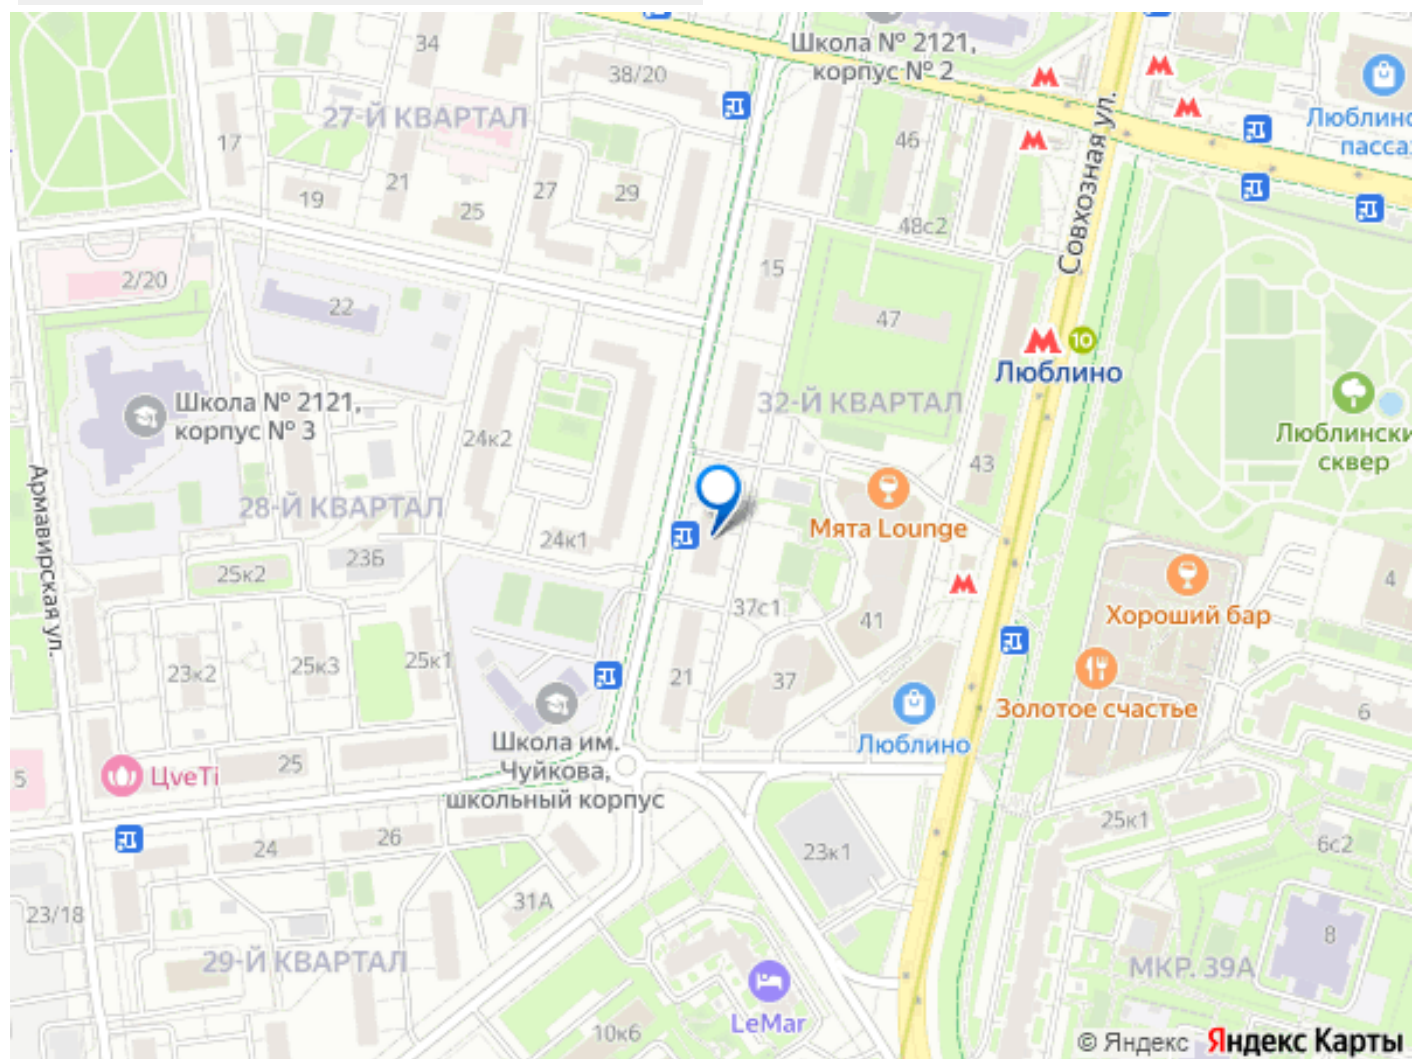 34
Школа № 2121,
корпус № 2
38/20
27-Й КВАРТАЛ
17
46
Совхозная ул.
21
19
27
29
25
48с2
15
2/20
22
47
10
Люблино
32-Й КВАРТАЛ
Школа № 2121,
корпус № 3
24к2
43
28-Й КВАРТАЛ
Армавирская ул.
Мята Lounge
24к1
23Б
25к2
Хороший бар
4
37с1
41
23к2
25к3
25к1
21
37
Золотое счастье
6
Люблино
Школа им.
Чуйкова,
школьный корпус
5
ЦveTi
25
26
24
23к1
25к1
6с2
31А
23/18
8
29-Й КВАРТАЛ
МКР. 39А
LeMar
10к6
© Яндекс Яндекс Карты